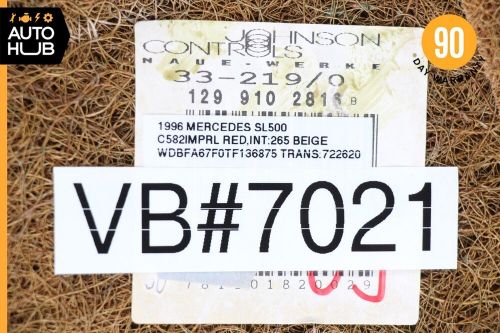 AUTO
HUB
90
DAY WARRANTY
JOHNSON
CONTROLS
NAUE-WERKE
33-219/0
129 910 2816 B
1996 MERCEDES SL500
C582IMPRL RED,INT:265 BEIGE
WDBFA67F0TF136875 TRANS:722620
VB#7021